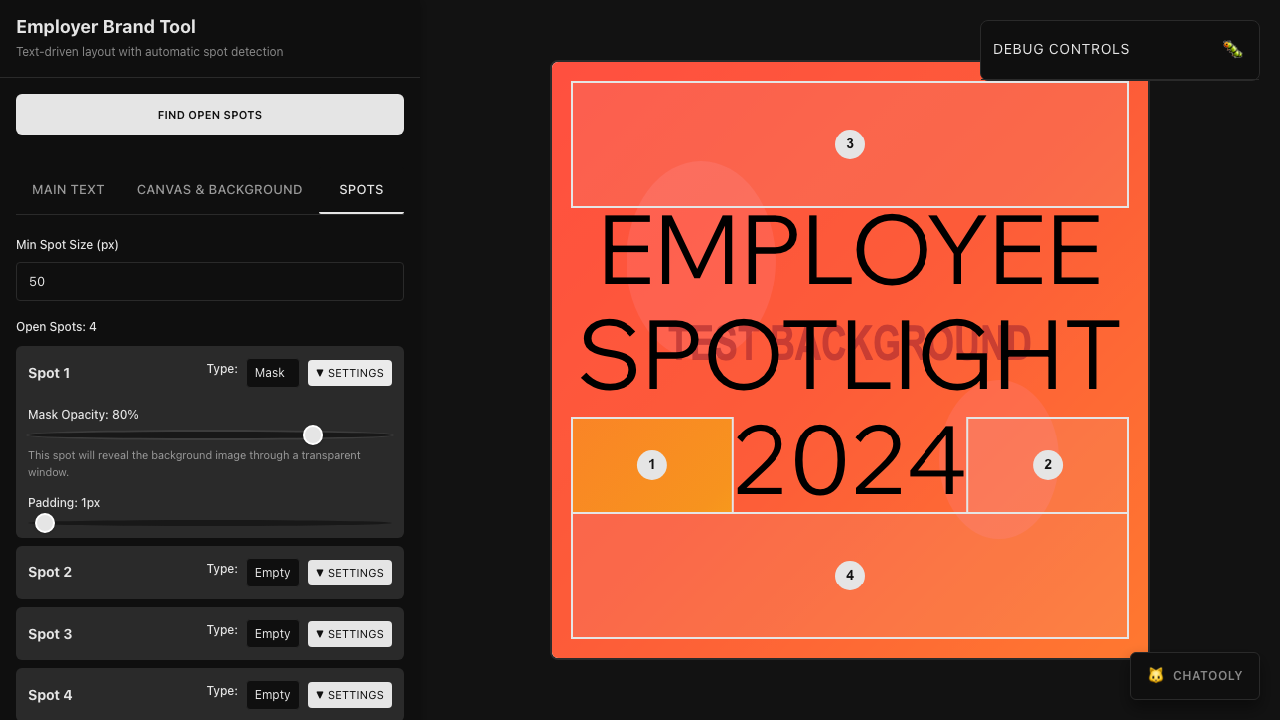 Employer Brand Tool
Text-driven layout with automatic spot detection
FIND OPEN SPOTS
MAIN TEXT CANVAS & BACKGROUND SPOTS
Min Spot Size (px)
50
Open Spots: 4
Spot 1 Type: Mask ▼ SETTINGS
Mask Opacity: 80%
This spot will reveal the background image through a transparent
window.
Padding: 1px
Spot 2 Type: Empty ▼ SETTINGS
Spot 3 Type: Empty ▼ SETTINGS
Spot 4 Type: Empty ▼ SETTINGS
DEBUG CONTROLS
3
EMPLOYEE
SPOTLIGHT
TEST BACKGROUND
1 2024 2
4
CHATOOLY